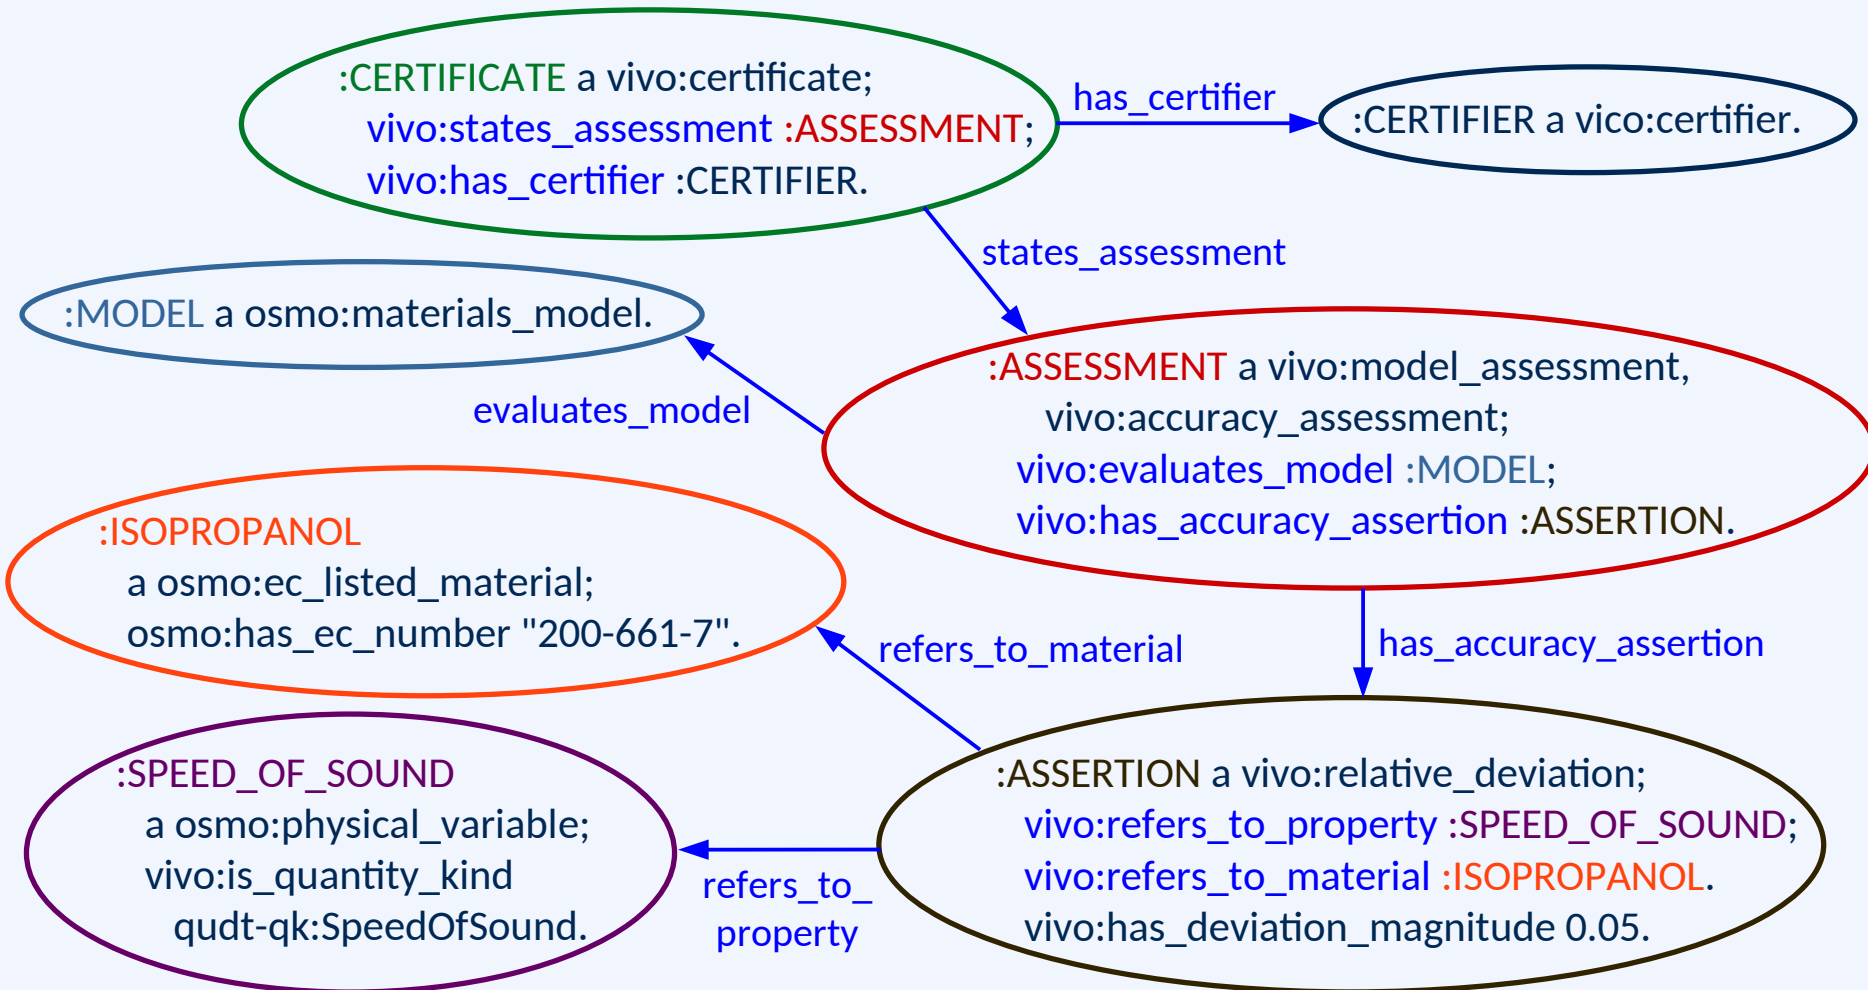 :CERTIFICATE a vivo:certificate;
vivo:states_assessment :ASSESSMENT;
vivo:has_certifier :CERTIFIER.
has_certifier
:CERTIFIER a vico:certifier.
states_assessment
:MODEL a osmo:materials_model.
evaluates_model
:ASSESSMENT a vivo:model_assessment,
vivo:accuracy_assessment;
vivo:evaluates_model :MODEL;
vivo:has_accuracy_assertion :ASSERTION.
:ISOPROPANOL
a osmo:ec_listed_material;
osmo:has_ec_number "200-661-7".
refers_to_material
has_accuracy_assertion
:SPEED_OF_SOUND
a osmo:physical_variable;
vivo:is_quantity_kind
qudt-qk:SpeedOfSound.
refers_to_
property
:ASSERTION a vivo:relative_deviation;
vivo:refers_to_property :SPEED_OF_SOUND;
vivo:refers_to_material :ISOPROPANOL.
vivo:has_deviation_magnitude 0.05.